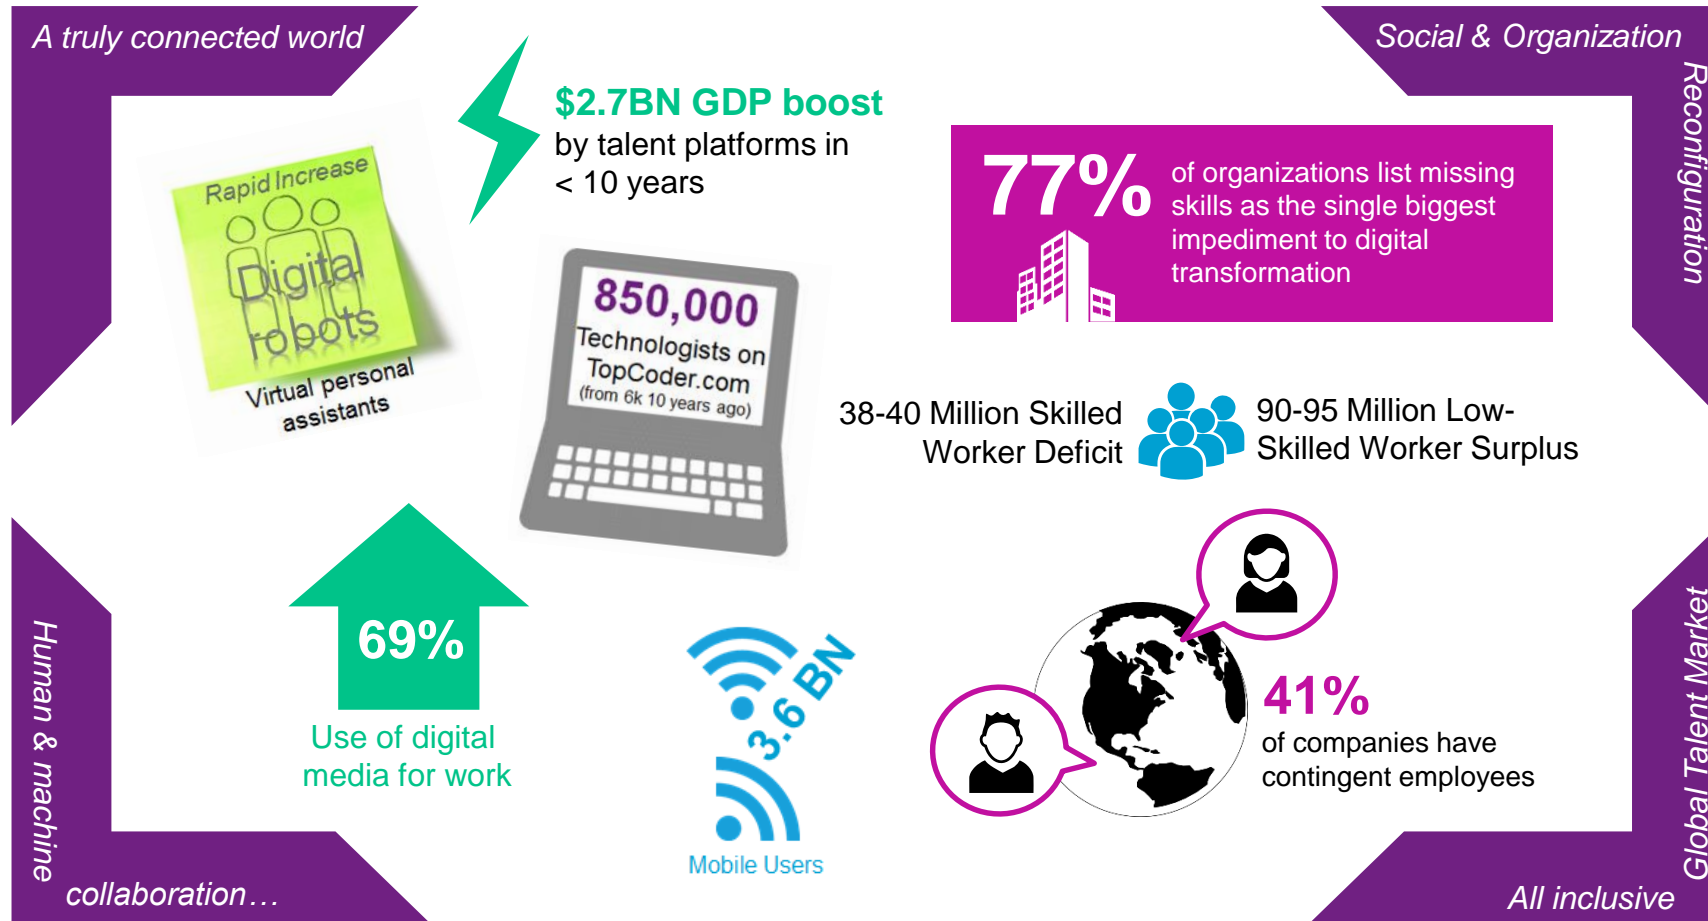 A truly connected world
Social & Organization
Reconfiguration
$2.7BN GDP boost
by talent platforms in
< 10 years
Rapid Increase
Digital
robots
Virtual personal
assistants
850,000
Technologists on
TopCoder.com
(from 6k 10 years ago)
77%
of organizations list missing
skills as the single biggest
impediment to digital
transformation
38-40 Million Skilled
Worker Deficit
90-95 Million Low-
Skilled Worker Surplus
69%
Use of digital
media for work
3.6 BN
Mobile Users
41%
of companies have
contingent employees
Human & machine
collaboration…
Global Talent Market
All inclusive